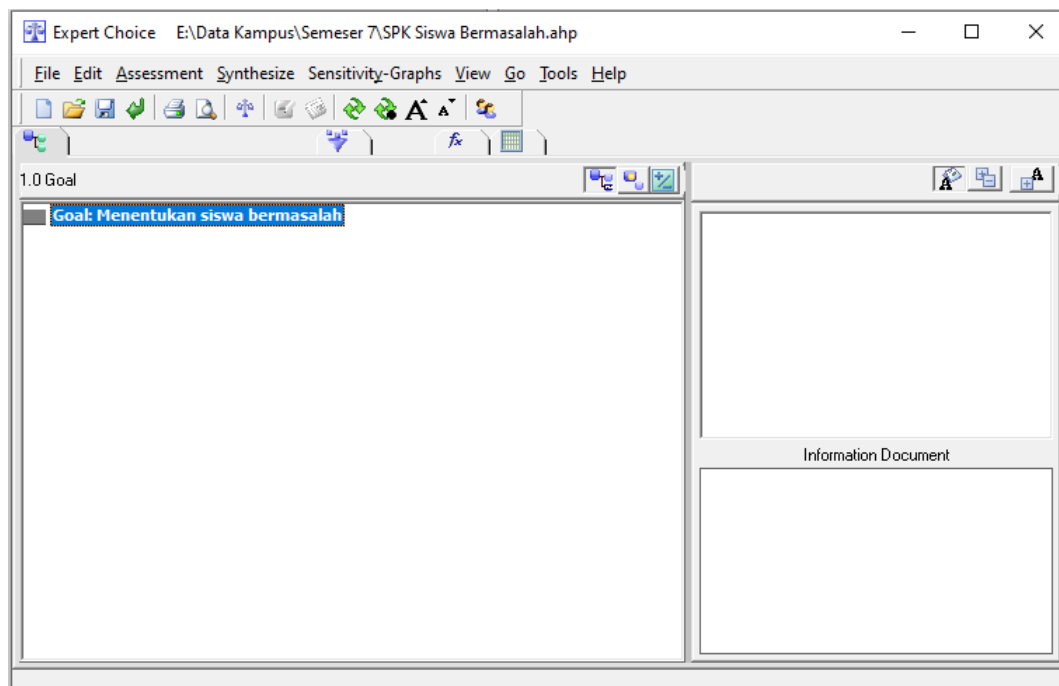 Expert Choice E:\Data Kampus\Semeser 7\SPK Siswa Bermasalah.ahp
File Edit Assessment Synthesize Sensitivity-Graphs View Go Tools Help
A A
fx
1.0 Goal
A A
Goal: Menentukan siswa bermasalah
Information Document